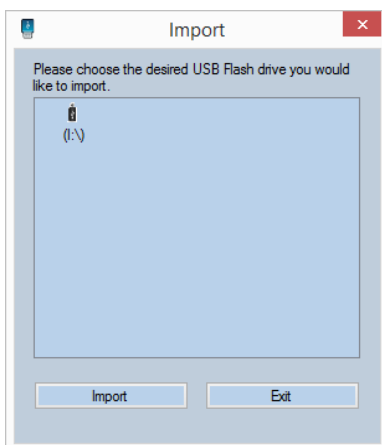 Import
Please choose the desired USB Flash drive you would
like to import.
(I:\)
Import
Exit